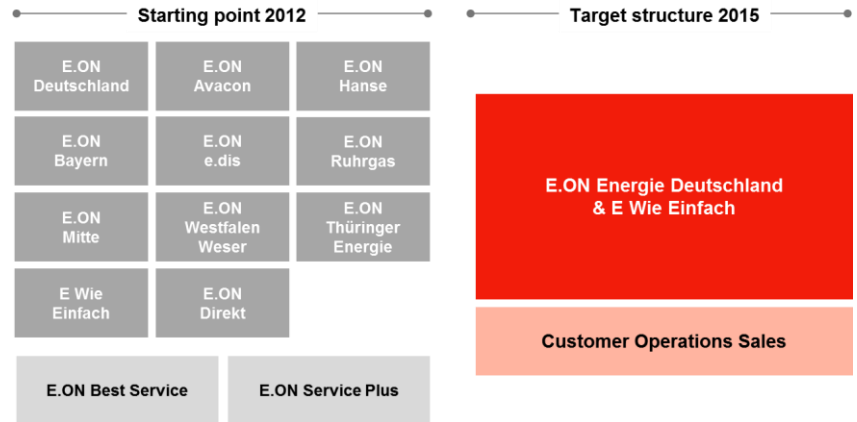 Starting point 2012
Target structure 2015
E.ON
Deutschland
E.ON
Avacon
E.ON
Hanse
E.ON
Bayern
E.ON
e.dis
E.ON
Ruhrgas
E.ON
Mitte
E.ON
Westfalen
Weser
E.ON
Thüringer
Energie
E Wie
Einfach
E.ON
Direkt
E.ON Best Service
E.ON Service Plus
E.ON Energie Deutschland
& E Wie Einfach
Customer Operations Sales